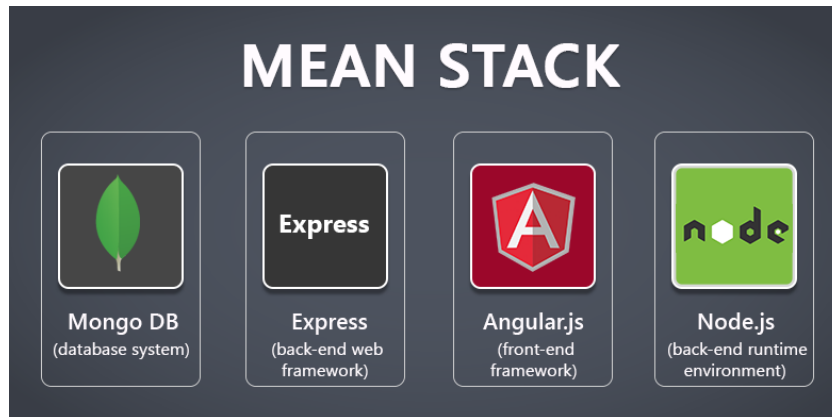 MEAN STACK
Express
node
Mongo DB
(database system)
Express
(back-end web
framework)
Angular.js
(front-end
framework)
Node.js
(back-end runtime
environment)